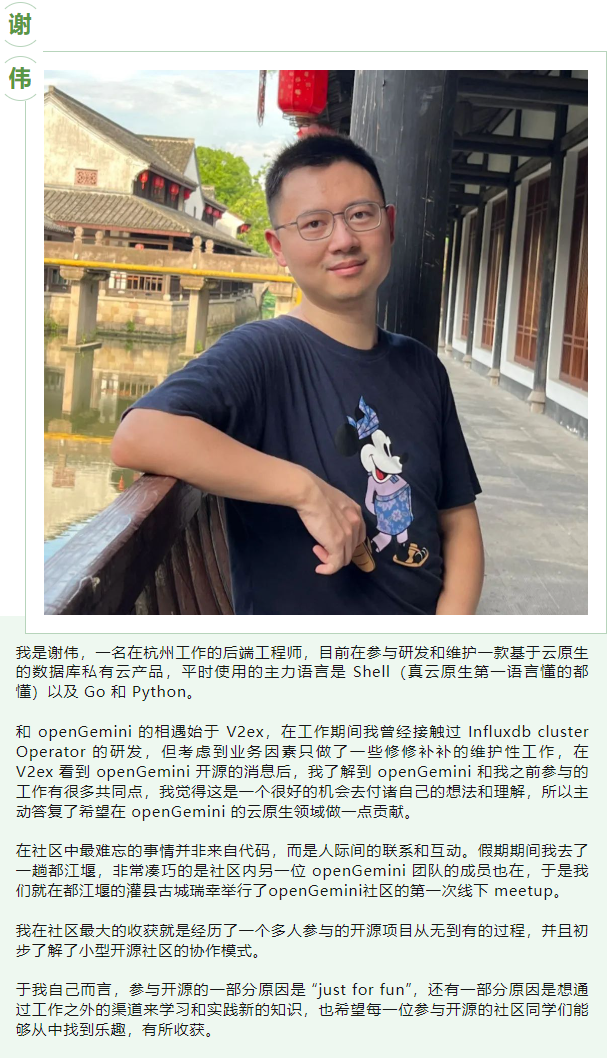 谢
伟
我是谢伟，一名在杭州工作的后端工程师，目前在参与研发和维护一款基于云原生
的数据库私有云产品，平时使用的主力语言是 Shell（真云原生第一语言懂的都
懂）以及 Go 和 Python。
和 openGemini 的相遇始于 V2ex，在工作期间我曾经接触过 Influxdb cluster
Operator 的研发，但考虑到业务因素只做了一些修修补补的维护性工作，在
V2ex 看到 openGemini 开源的消息后，我了解到 openGemini 和我之前参与的
工作有很多共同点，我觉得这是一个很好的机会去付诸自己的想法和理解，所以主
动答复了希望在 openGemini 的云原生领域做一点贡献。
在社区中最难忘的事情并非来自代码，而是人际间的联系和互动。假期期间我去了
一趟都江堰，非常凑巧的是社区内另一位 openGemini 团队的成员也在，于是我
们就在都江堰的灌县古城瑞幸举行了openGemini社区的第一次线下 meetup。
我在社区最大的收获就是经历了一个多人参与的开源项目从无到有的过程，并且初
步了解了小型开源社区的协作模式。
于我自己而言，参与开源的一部分原因是 “just for fun”，还有一部分原因是想通
过工作之外的渠道来学习和实践新的知识，也希望每一位参与开源的社区同学们能
够从中找到乐趣，有所收获。